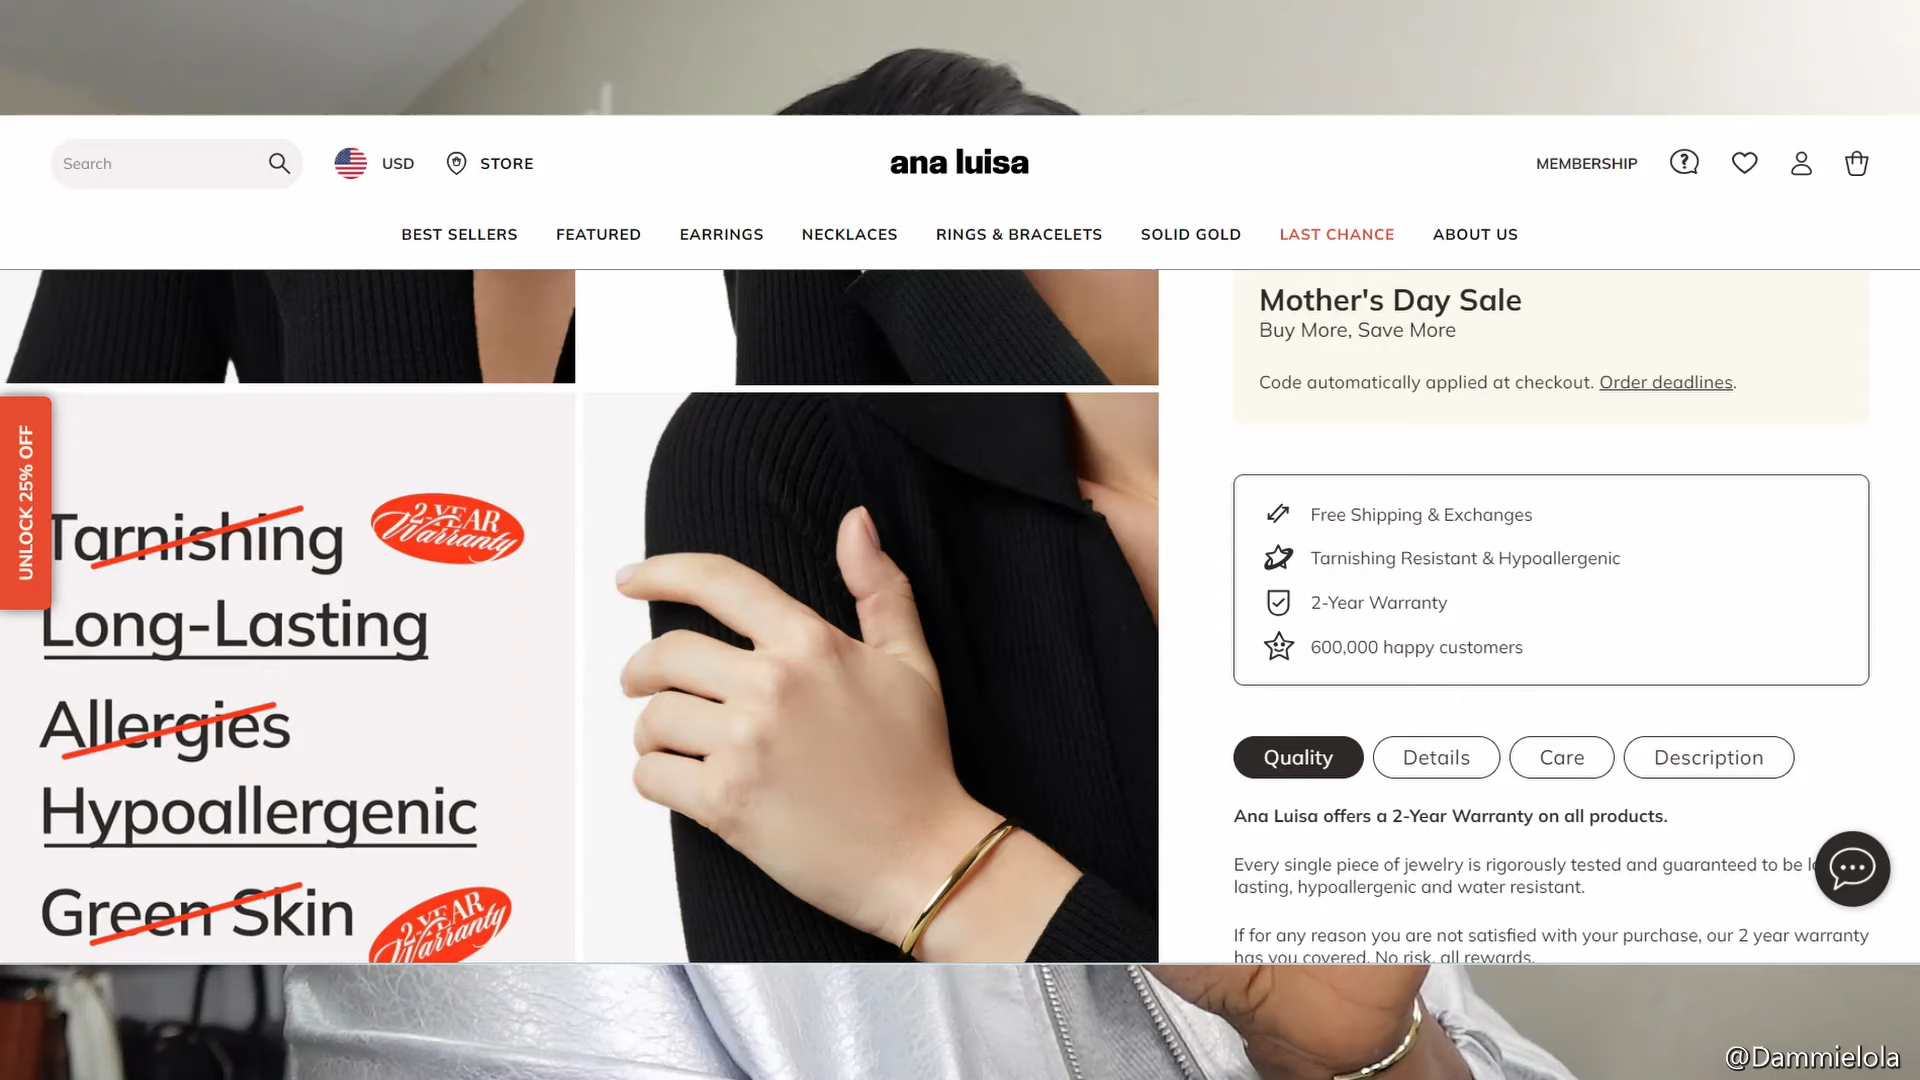 Search
USD
STORE
ana luisa
MEMBERSHIP
BEST SELLERS
FEATURED
EARRINGS
NECKLACES
RINGS & BRACELETS
SOLID GOLD
LAST CHANCE
ABOUT US
UNLOCK 25% OFF
Tarnishing
2-YEAR
Warranty
Long-Lasting
Allergies
Hypoallergenic
Green Skin
2-YEAR
Warranty
Mother's Day Sale
Buy More, Save More
Code automatically applied at checkout. Order deadlines.
Free Shipping & Exchanges
Tarnishing Resistant & Hypoallergenic
2-Year Warranty
600,000 happy customers
Quality
Details
Care
Description
Ana Luisa offers a 2-Year Warranty on all products.
Every single piece of jewelry is rigorously tested and guaranteed to be
lasting, hypoallergenic and water resistant.
If for any reason you are not satisfied with your purchase, our 2 year warranty
has you covered. No risk, all rewards.
@Dammielola